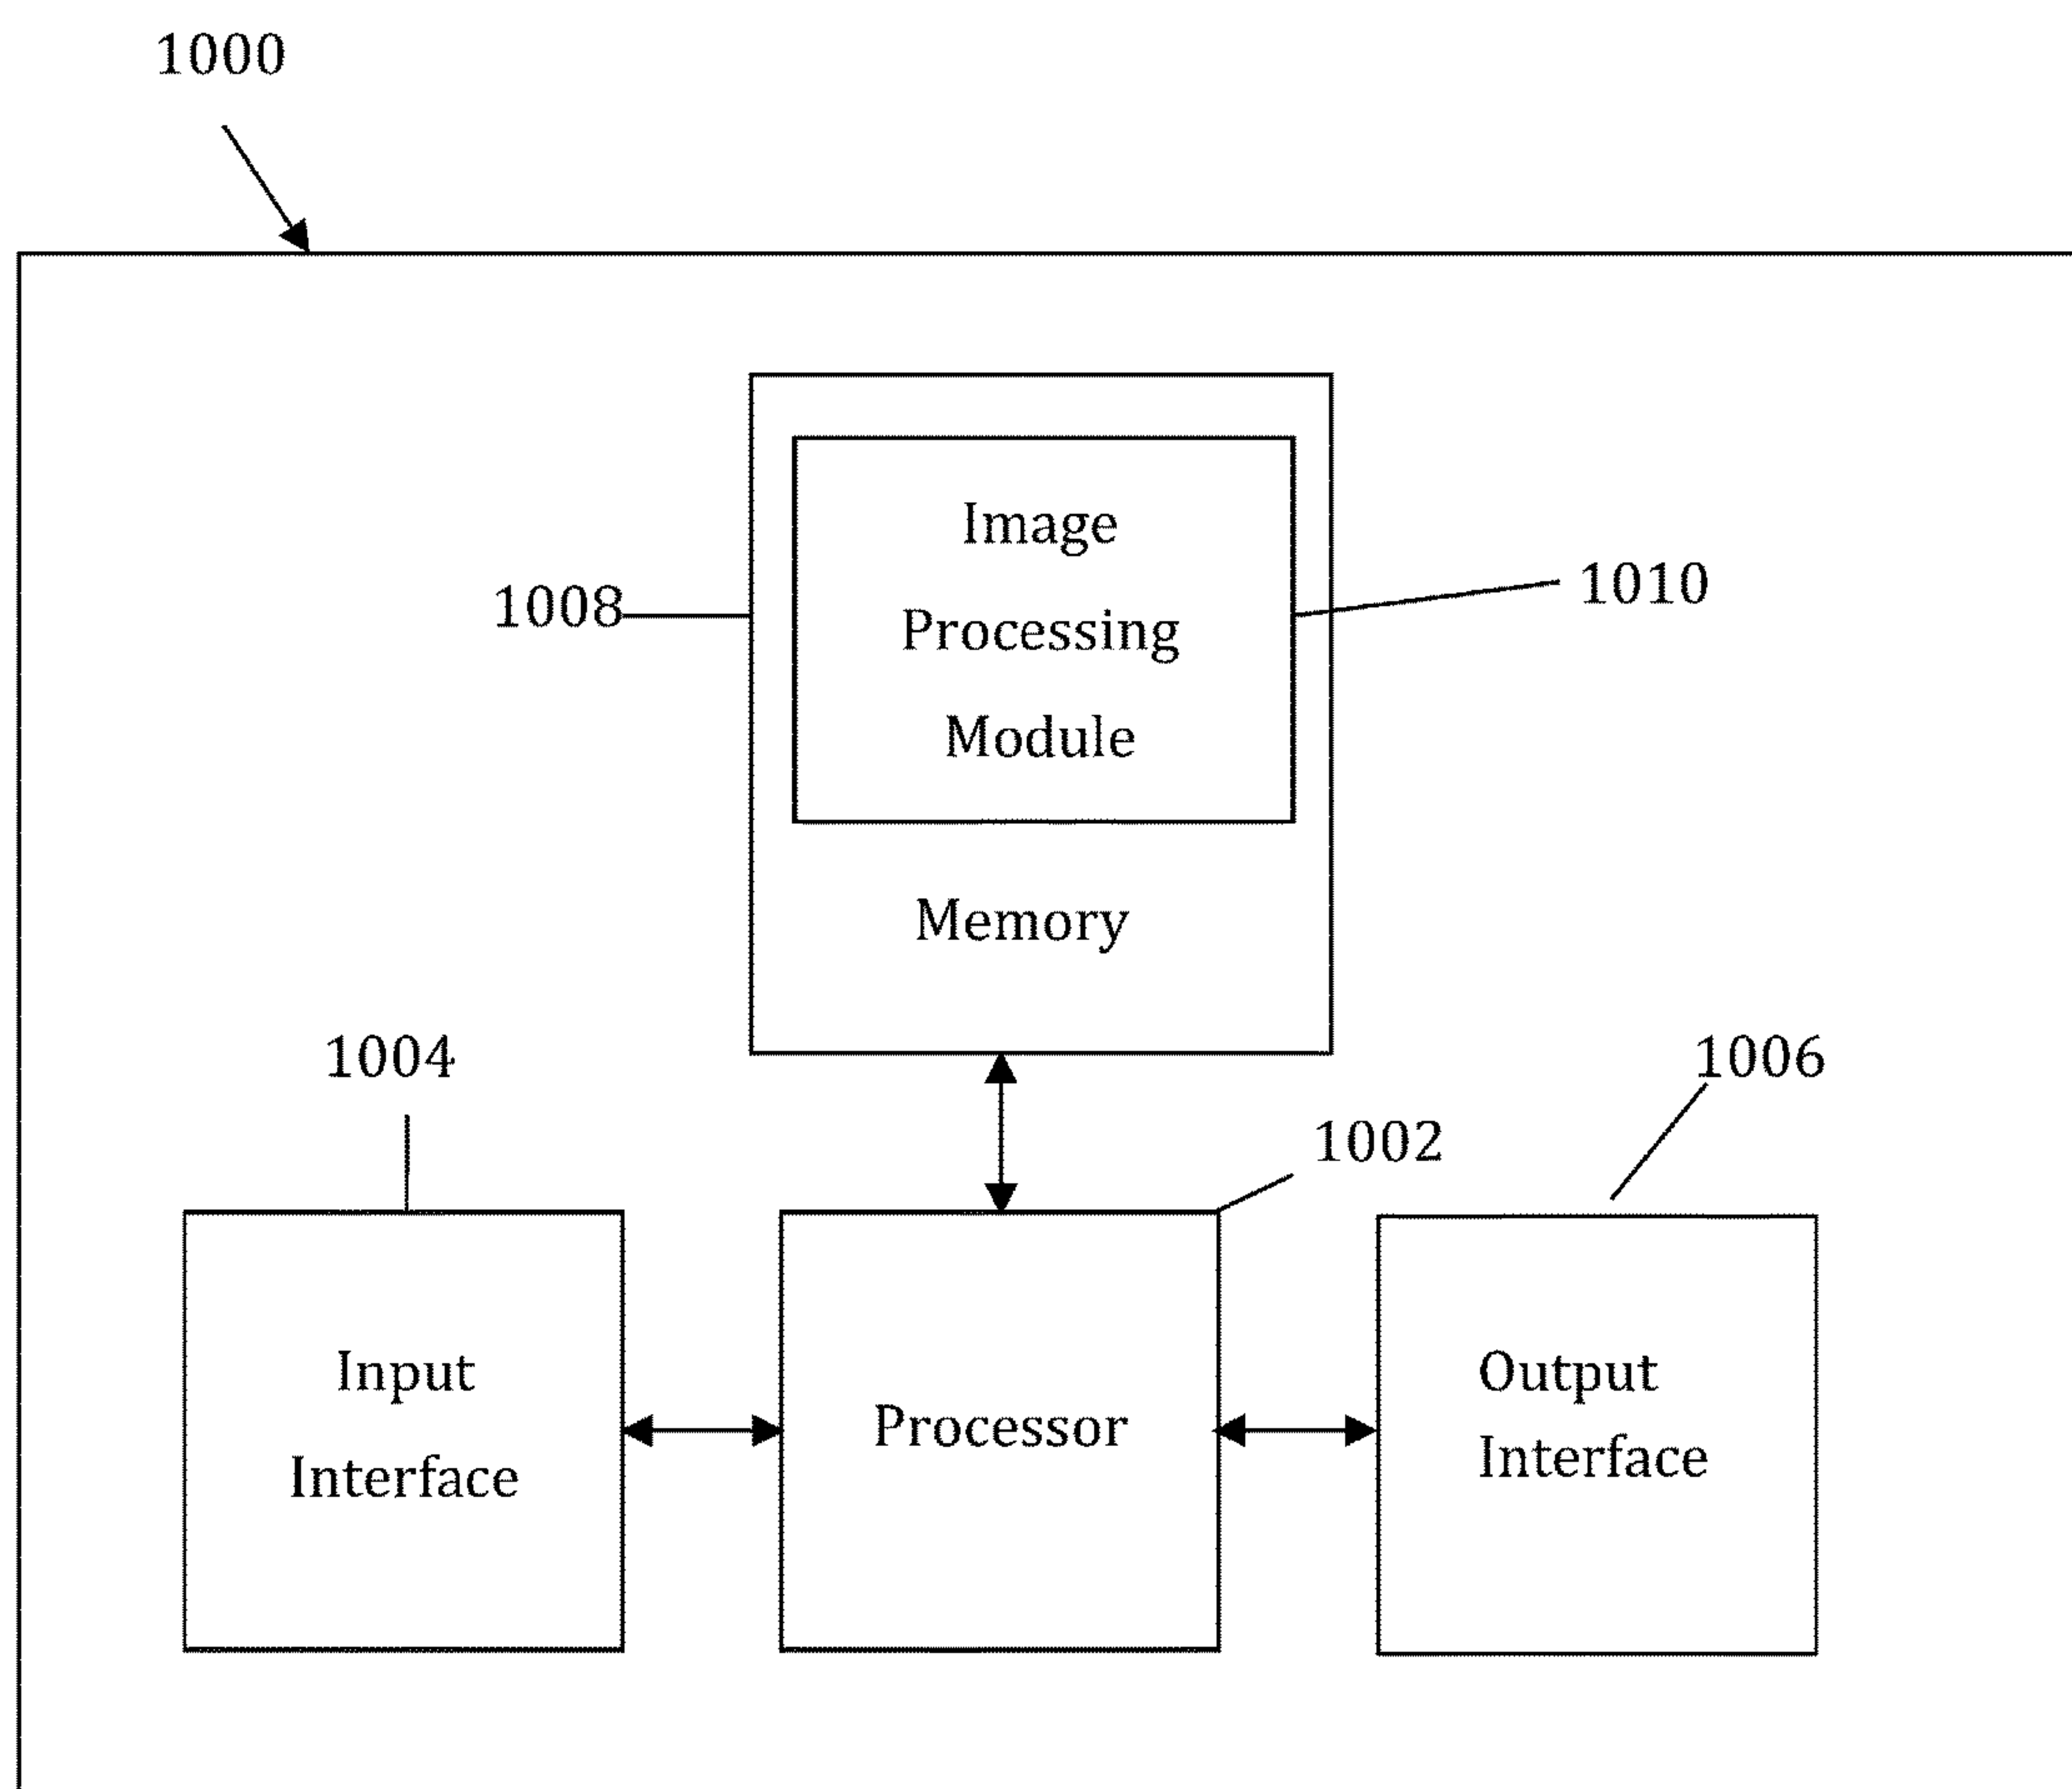 1000
Image
Processing
Module
1008
1010
Memory
1004
1006
1002
Input
Interface
Processor
Output
Interface